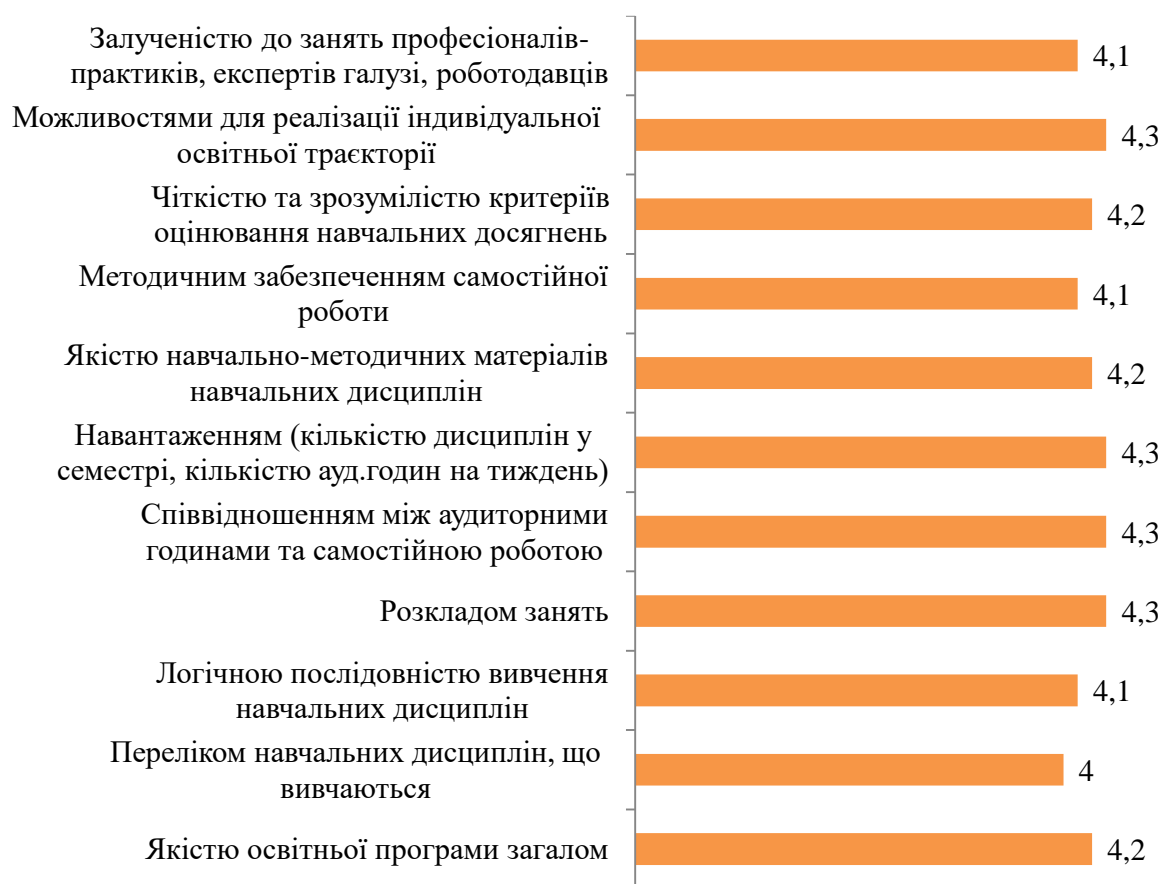 Залученістю до занять професіоналів-
практиків, експертів галузі, роботодавців
4,1
Можливостями для реалізації індивідуальної
освітньої траєкторії
4,3
Чіткістю та зрозумілістю критеріїв
оцінювання навчальних досягнень
4,2
Методичним забезпеченням самостійної
роботи
4,1
Якістю навчально-методичних матеріалів
навчальних дисциплін
4,2
Навантаженням (кількістю дисциплін у
семестрі, кількістю ауд.годин на тиждень)
4,3
Співвідношенням між аудиторними
годинами та самостійною роботою
4,3
Розкладом занять
4,3
Логічною послідовністю вивчення
навчальних дисциплін
4,1
Переліком навчальних дисциплін, що
вивчаються
4
Якістю освітньої програми загалом
4,2